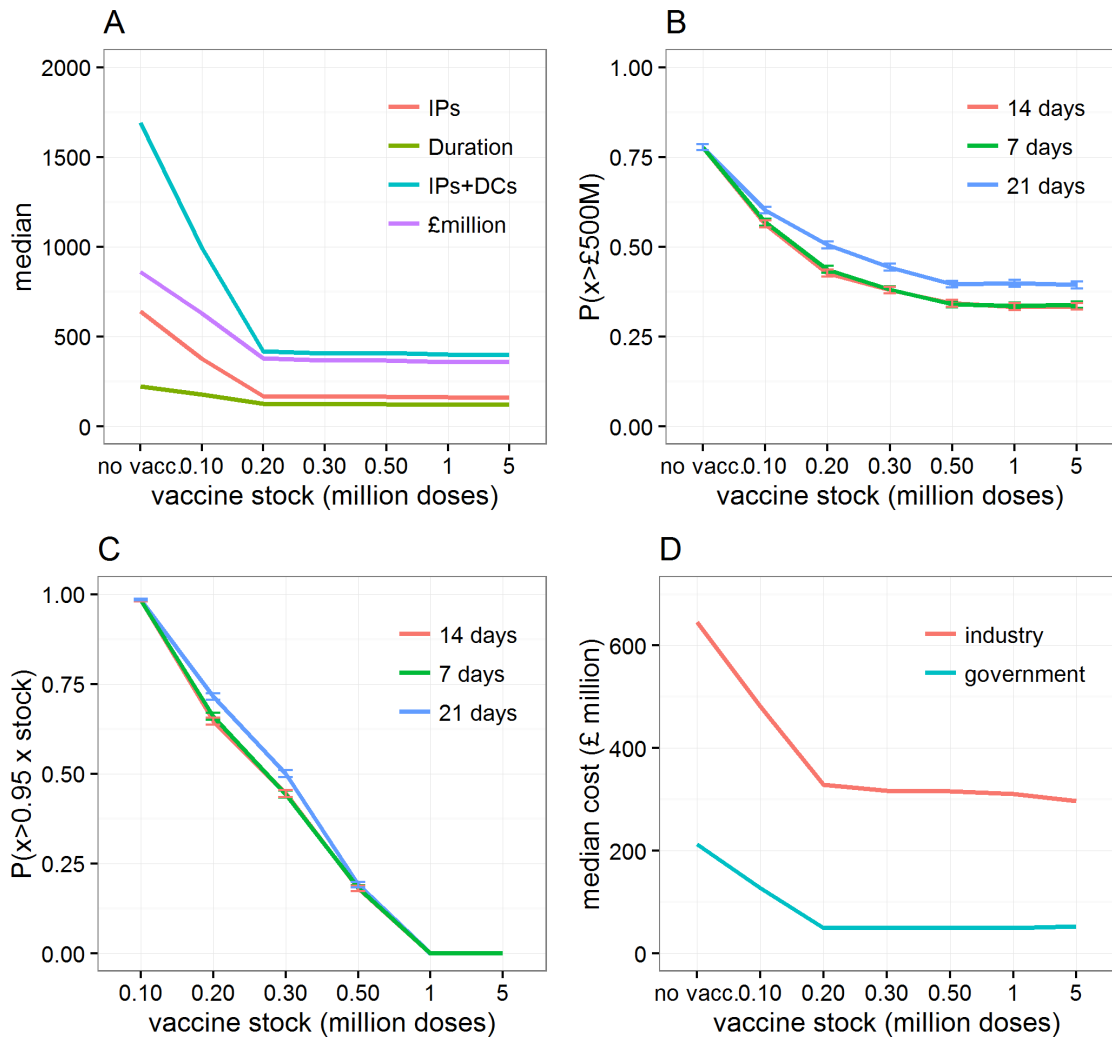 A
median
2000
1500
1000
500
0
IPs
Duration
IPs+DCs
£million
no vacc.
0.10
0.20
0.30
0.50
1
5
vaccine stock (million doses)
B
P(x>£500M)
1.00
0.75
0.50
0.25
0.00
14 days
7 days
21 days
no vacc.
0.10
0.20
0.30
0.50
1
5
vaccine stock (million doses)
C
P(x>0.95 x stock)
1.00
0.75
0.50
0.25
0.00
14 days
7 days
21 days
0.10
0.20
0.30
0.50
1
5
vaccine stock (million doses)
D
median cost (£ million)
600
400
200
0
industry
government
no vacc.
0.10
0.20
0.30
0.50
1
5
vaccine stock (million doses)